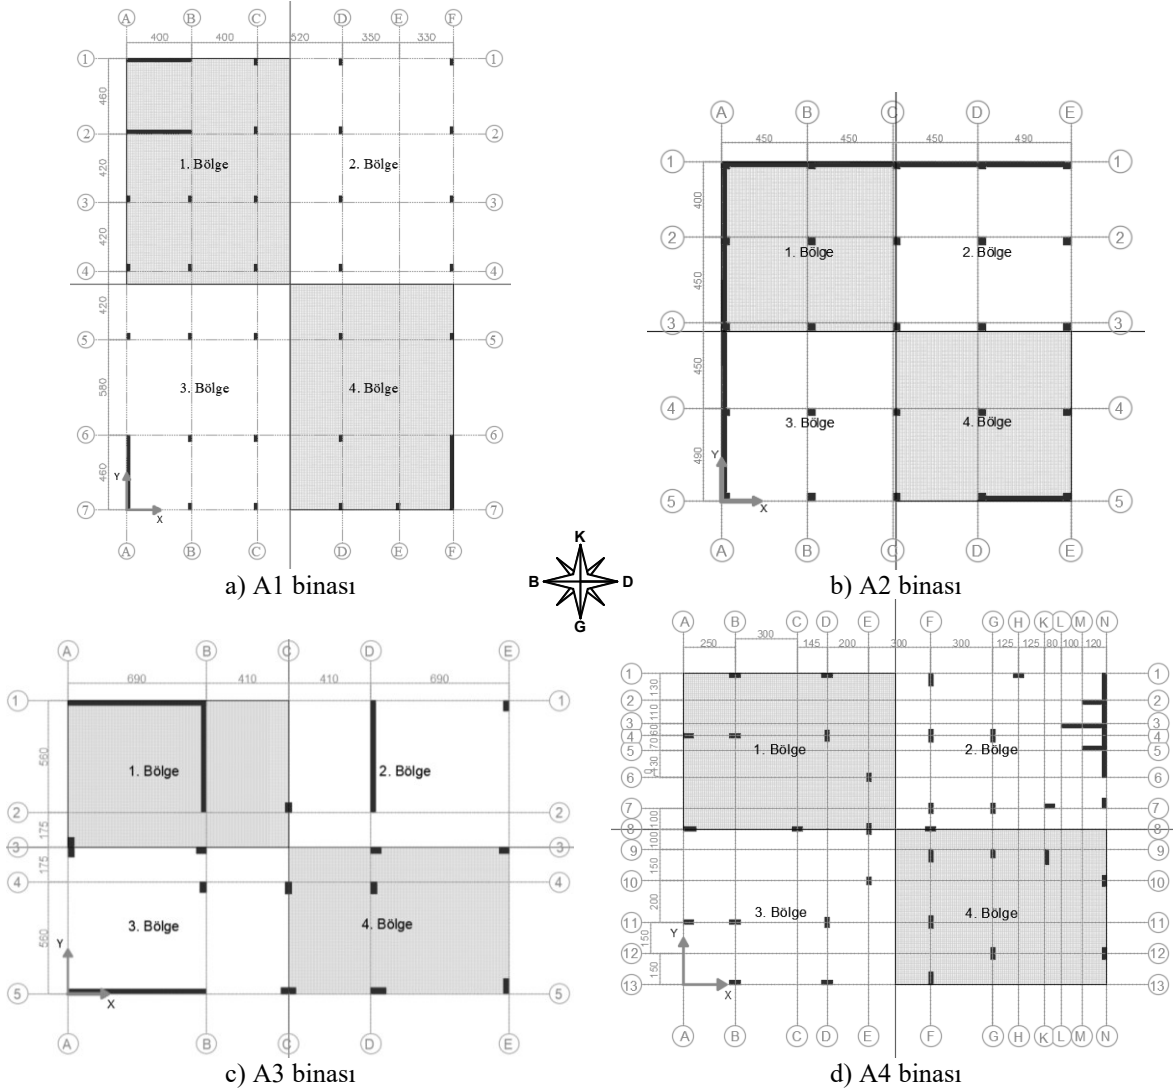 A B C D E F
400 400 520 350 330
1 1
460
2 2
1. Bölge 2. Bölge
420
3 3
420
4 4
420
5 5
580
3. Bölge 4. Bölge
6 6
460
Y
7 7
X
A B C D E F
a) A1 binası
A B C D E
450 450 450 490
1 1
400
2 2
1. Bölge 2. Bölge
450
3 3
450
4 4
3. Bölge 4. Bölge
490
Y
5 5
X
A B C D E
b) A2 binası
K
B D
G
A B C D E
690 410 410 690
1 1
560
1. Bölge 2. Bölge
2 2
175
3 3
175
4 4
3. Bölge 4. Bölge
560
Y
5 5
X
A B C D E
c) A3 binası
A B C D E F G H K L M N
250 300 145 200 300 300 125 125 80 100 120
1 1
130
2 2
110
3 3
60
4 4
1. Bölge 2. Bölge
70
5 5
130
6 6
7 7
100
8 8
100
9 9
150
10 10
200
3. Bölge 4. Bölge
11 11
150
Y
12 12
150
13 13
X
A B C D E F G H K L M N
d) A4 binası